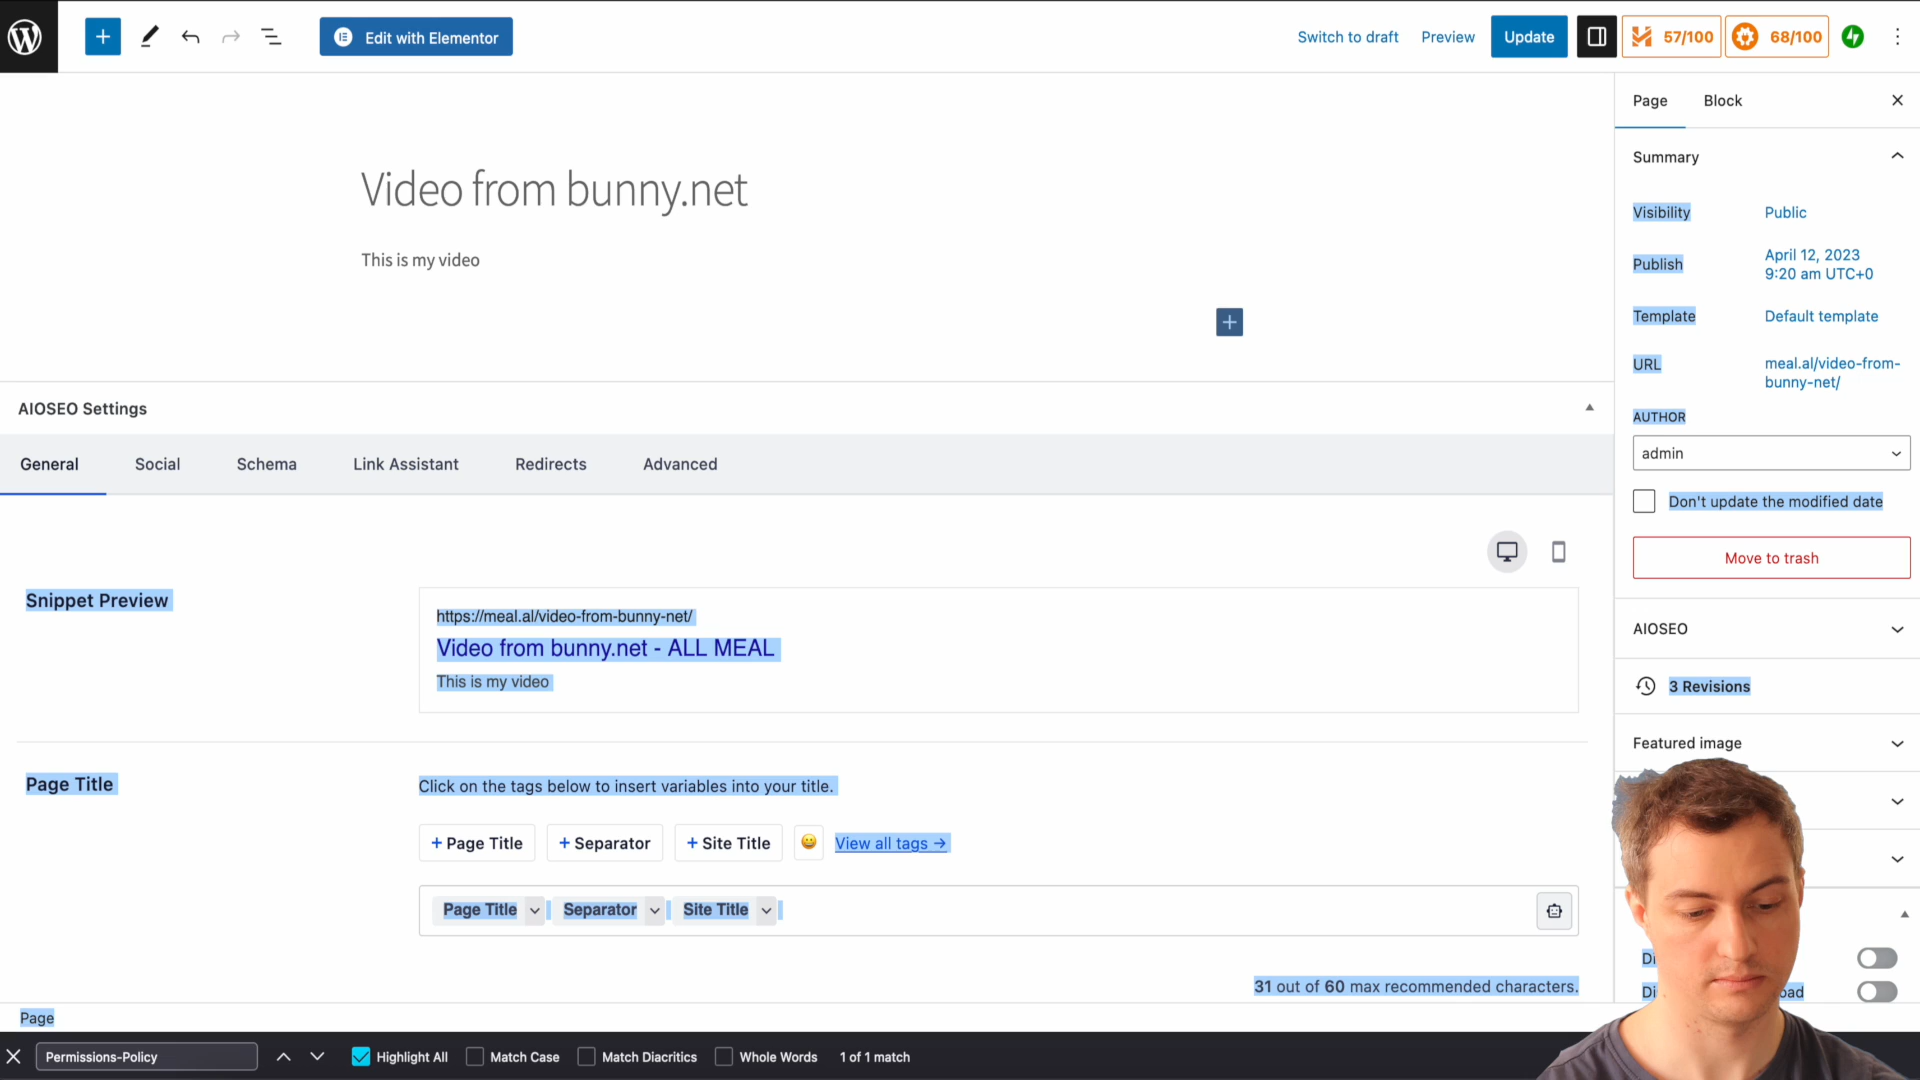 Edit with Elementor
Switch to draft
Preview
Update
57/100
68/100
Page
Block
Summary
Video from bunny.net
This is my video
Visibility
Public
Publish
April 12, 2023
9:20 am UTC+0
Template
Default template
URL
meal.al/video-from-
bunny-net/
AUTHOR
admin
Don't update the modified date
Move to trash
AIOSEO
3 Revisions
Featured image
AIOSEO Settings
General
Social
Schema
Link Assistant
Redirects
Advanced
Snippet Preview
https://meal.al/video-from-bunny-net/
Video from bunny.net - ALL MEAL
This is my video
Page Title
Click on the tags below to insert variables into your title.
+ Page Title
+ Separator
+ Site Title
View all tags →
Page Title
Separator
Site Title
31 out of 60 max recommended characters.
Page
Permissions-Policy
Highlight All
Match Case
Match Diacritics
Whole Words
1 of 1 match